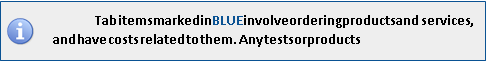 Tab items marked in BLUE involve ordering products and services,
and have costs related to them. Any tests or products